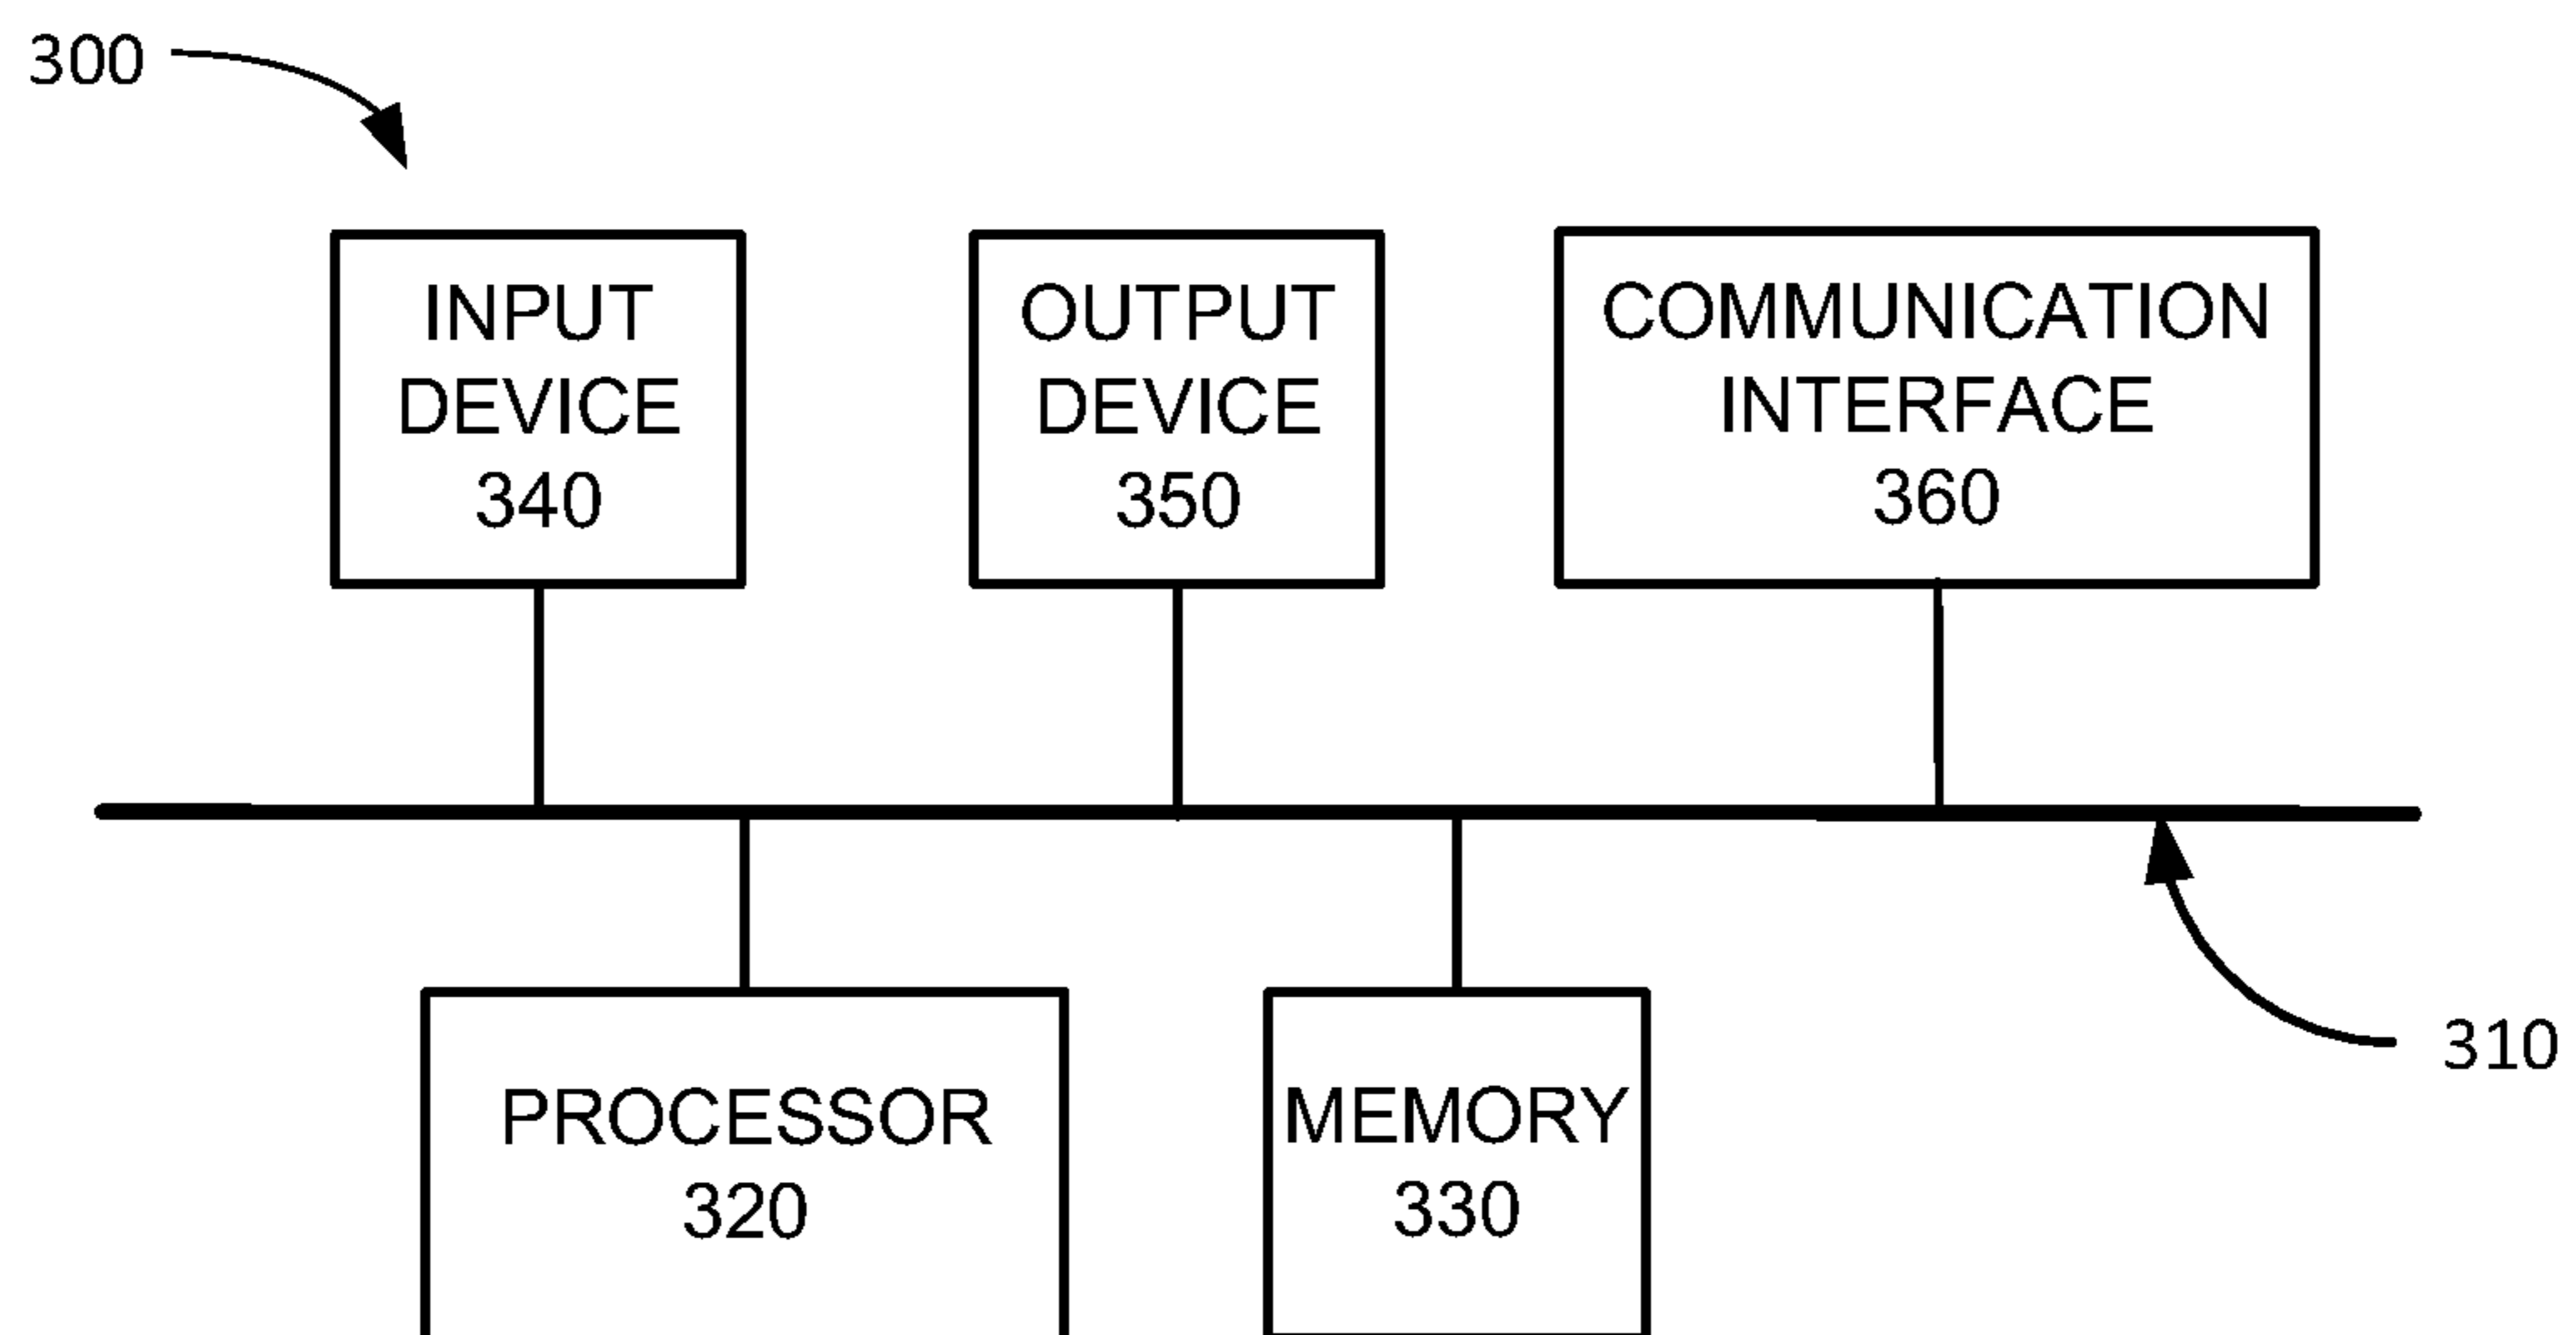 300
INPUT
DEVICE
340
OUTPUT
DEVICE
350
COMMUNICATION
INTERFACE
360
PROCESSOR
320
MEMORY
330
310